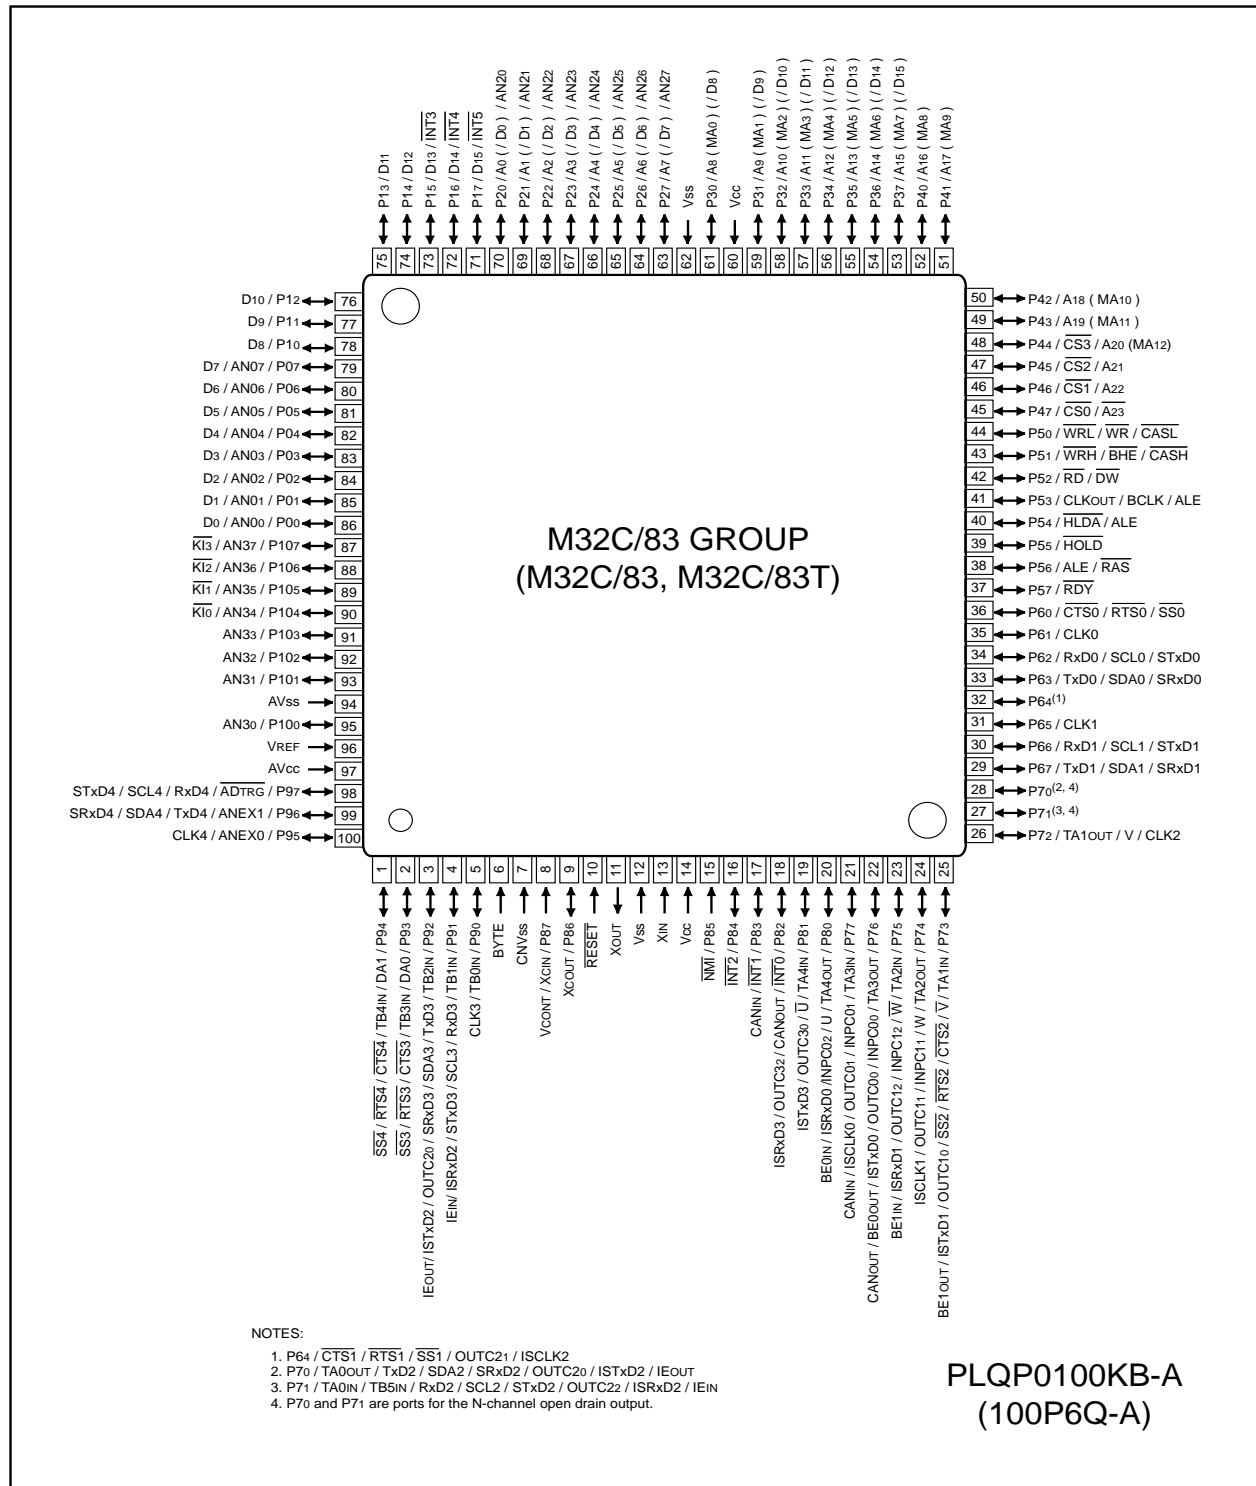 P13 / D11
P14 / D12
P15 / D13 / INT3
P16 / D14 / INT4
P17 / D15 / INT5
P20 / A0 ( / D0 ) / AN20
P21 / A1 ( / D1 ) / AN21
P22 / A2 ( / D2 ) / AN22
P23 / A3 ( / D3 ) / AN23
P24 / A4 ( / D4 ) / AN24
P25 / A5 ( / D5 ) / AN25
P26 / A6 ( / D6 ) / AN26
P27 / A7 ( / D7 ) / AN27
Vss
P30 / A8 ( MA0 ) ( / D8 )
Vcc
P31 / A9 ( MA1 ) ( / D9 )
P32 / A10 ( MA2 ) ( / D10 )
P33 / A11 ( MA3 ) ( / D11 )
P34 / A12 ( MA4 ) ( / D12 )
P35 / A13 ( MA5 ) ( / D13 )
P36 / A14 ( MA6 ) ( / D14 )
P37 / A15 ( MA7 ) ( / D15 )
P40 / A16 ( MA8 )
P41 / A17 ( MA9 )
75 74 73 72 71 70 69 68 67 66 65 64 63 62 61 60 59 58 57 56 55 54 53 52 51
D10 / P12 76
D9 / P11 77
D8 / P10 78
D7 / AN07 / P07 79
D6 / AN06 / P06 80
D5 / AN05 / P05 81
D4 / AN04 / P04 82
D3 / AN03 / P03 83
D2 / AN02 / P02 84
D1 / AN01 / P01 85
D0 / AN00 / P00 86
KI3 / AN37 / P107 87
KI2 / AN36 / P106 88
KI1 / AN35 / P105 89
KI0 / AN34 / P104 90
AN33 / P103 91
AN32 / P102 92
AN31 / P101 93
AVss 94
AN30 / P100 95
VREF 96
AVcc 97
STxD4 / SCL4 / RxD4 / ADTRG / P97 98
SRxD4 / SDA4 / TxD4 / ANEX1 / P96 99
CLK4 / ANEX0 / P95 100
M32C/83 GROUP
(M32C/83, M32C/83T)
50 P42 / A18 ( MA10 )
49 P43 / A19 ( MA11 )
48 P44 / CS3 / A20 (MA12)
47 P45 / CS2 / A21
46 P46 / CS1 / A22
45 P47 / CS0 / A23
44 P50 / WRL / WR / CASL
43 P51 / WRH / BHE / CASH
42 P52 / RD / DW
41 P53 / CLKOUT / BCLK / ALE
40 P54 / HLDA / ALE
39 P55 / HOLD
38 P56 / ALE / RAS
37 P57 / RDY
36 P60 / CTS0 / RTS0 / SS0
35 P61 / CLK0
34 P62 / RxD0 / SCL0 / STxD0
33 P63 / TxD0 / SDA0 / SRxD0
32 P64(1)
31 P65 / CLK1
30 P66 / RxD1 / SCL1 / STxD1
29 P67 / TxD1 / SDA1 / SRxD1
28 P70(2, 4)
27 P71(3, 4)
26 P72 / TA1OUT / V / CLK2
1 2 3 4 5 6 7 8 9 10 11 12 13 14 15 16 17 18 19 20 21 22 23 24 25
SS4 / RTS4 / CTS4 / TB4IN / DA1 / P94
SS3 / RTS3 / CTS3 / TB3IN / DA0 / P93
IEOUT/ ISTxD2 / OUTC20 / SRxD3 / SDA3 / TxD3 / TB2IN / P92
IEIN/ ISRxD2 / STxD3 / SCL3 / RxD3 / TB1IN / P91
CLK3 / TB0IN / P90
BYTE
CNVss
VCONT / XCIN / P87
XCOUT / P86
RESET
XOUT
Vss
XIN
Vcc
NMI / P85
INT2 / P84
CANIN / INT1 / P83
ISRxD3 / OUTC32 / CANOUT / INT0 / P82
ISTxD3 / OUTC30 / U / TA4IN / P81
BE0IN / ISRxD0 /INPC02 / U / TA4OUT / P80
CANIN / ISCLK0 / OUTC01 / INPC01 / TA3IN / P77
CANOUT / BE0OUT / ISTxD0 / OUTC00 / INPC00 / TA3OUT / P76
BE1IN / ISRxD1 / OUTC12 / INPC12 / W / TA2IN / P75
ISCLK1 / OUTC11 / INPC11 / W / TA2OUT / P74
BE1OUT / ISTxD1 / OUTC10 / SS2 / RTS2 / CTS2 / V / TA1IN / P73
NOTES:
1. P64 / CTS1 / RTS1 / SS1 / OUTC21 / ISCLK2
2. P70 / TA0OUT / TxD2 / SDA2 / SRxD2 / OUTC20 / ISTxD2 / IEOUT
3. P71 / TA0IN / TB5IN / RxD2 / SCL2 / STxD2 / OUTC22 / ISRxD2 / IEIN
4. P70 and P71 are ports for the N-channel open drain output.
PLQP0100KB-A
(100P6Q-A)